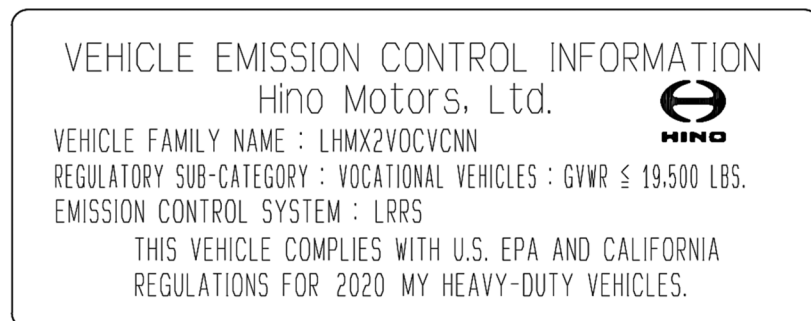 VEHICLE EMISSION CONTROL INFORMATION
Hino Motors, Ltd.
HINO
VEHICLE FAMILY NAME : LHMX2VOCVCNN
REGULATORY SUB-CATEGORY : VOCATIONAL VEHICLES : GVWR ≦ 19,500 LBS.
EMISSION CONTROL SYSTEM : LRRS
THIS VEHICLE COMPLIES WITH U.S. EPA AND CALIFORNIA
REGULATIONS FOR 2020 MY HEAVY-DUTY VEHICLES.